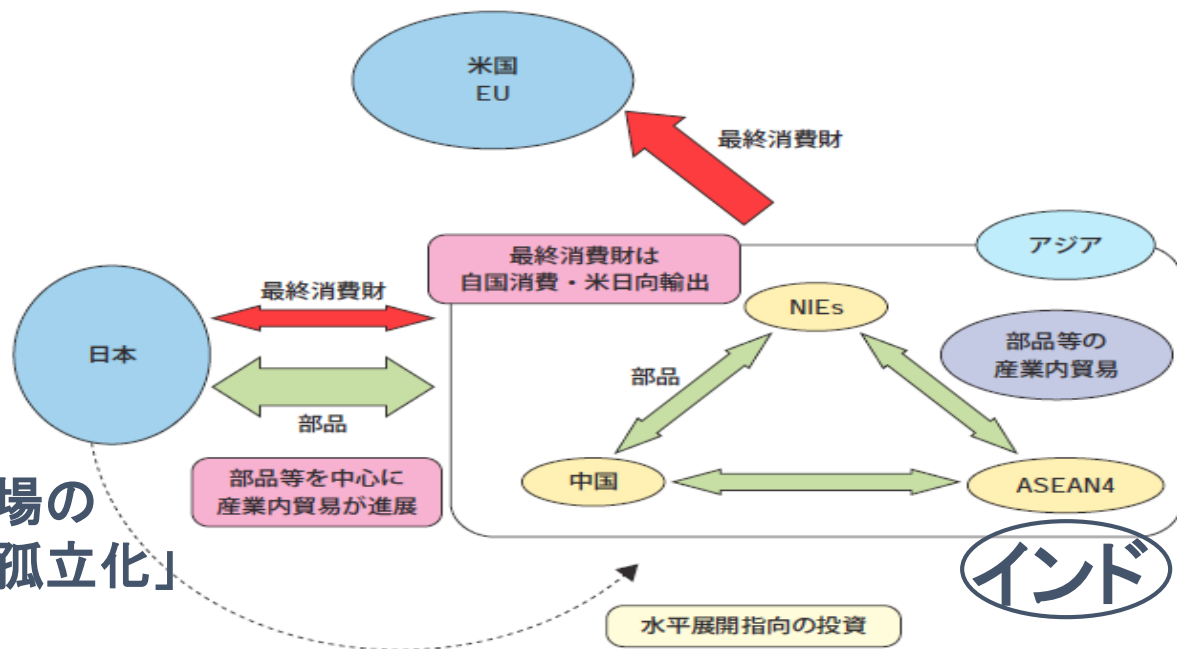 米国
EU
最終消費財
アジア
最終消費財は
自国消費・米日向輸出
最終消費財
NIEs
日本
部品等の
産業内貿易
部品
部品
部品等を中心に
産業内貿易が進展
中国
ASEAN4
場の
孤立化」
インド
水平展開指向の投資